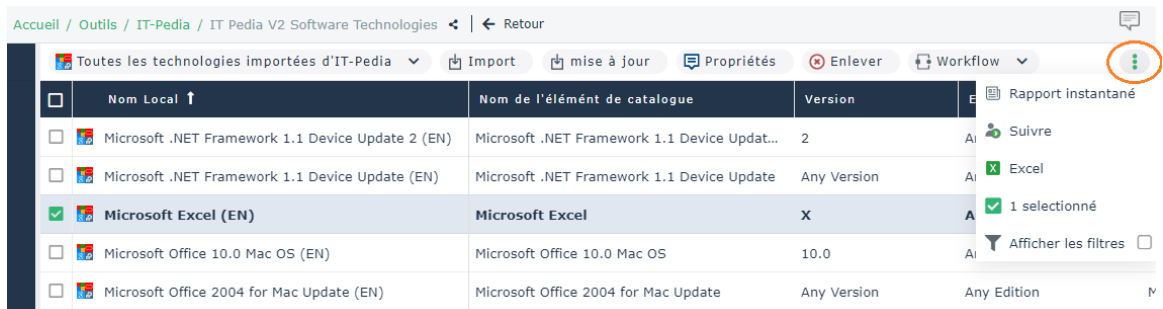 Accueil / Outils / IT-Pedia / IT Pedia V2 Software Technologies Retour
Toutes les technologies importées d'IT-Pedia Import mise à jour Propriétés Enlever Workflow
Nom Local Nom de l'élémént de catalogue Version E
Rapport instantané
Microsoft .NET Framework 1.1 Device Update 2 (EN) Microsoft .NET Framework 1.1 Device Updat... 2 A
Suivre
Microsoft .NET Framework 1.1 Device Update (EN) Microsoft .NET Framework 1.1 Device Update Any Version A
Excel
Microsoft Excel (EN) Microsoft Excel X A
1 selectionné
Microsoft Office 10.0 Mac OS (EN) Microsoft Office 10.0 Mac OS 10.0 A
Afficher les filtres
Microsoft Office 2004 for Mac Update (EN) Microsoft Office 2004 for Mac Update Any Version Any Edition M